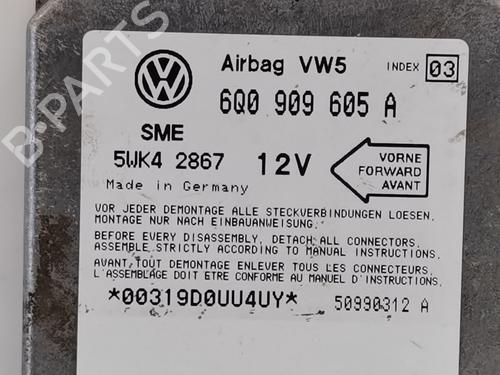 Airbag VW5 INDEX 03
6Q0 909 605 A
SME
5WK4 2867 12V
VORNE
FORWARD
AVANT
Made in Germany
VOR JEDER DEMONTAGE ALLE STECKVERBINDUNGEN LOESEN.
MONTAGE NUR NACH EINBAUANWEISUNG.
BEFORE EVERY DISASSEMBLY, DETACH ALL CONNECTORS.
ASSEMBLE STRICTLY ACCORDING TO MANUAL INSTRUCTIONS.
AVANT, TOUT DEMONTAGE ENLEVER TOUS LES CONNECTEURS.
L'ASSEMBLAGE DOIT ETRE CONFORME AU MANUEL D'INSTRUCTIONS.
*00319D0UU4UY* 50990312 A